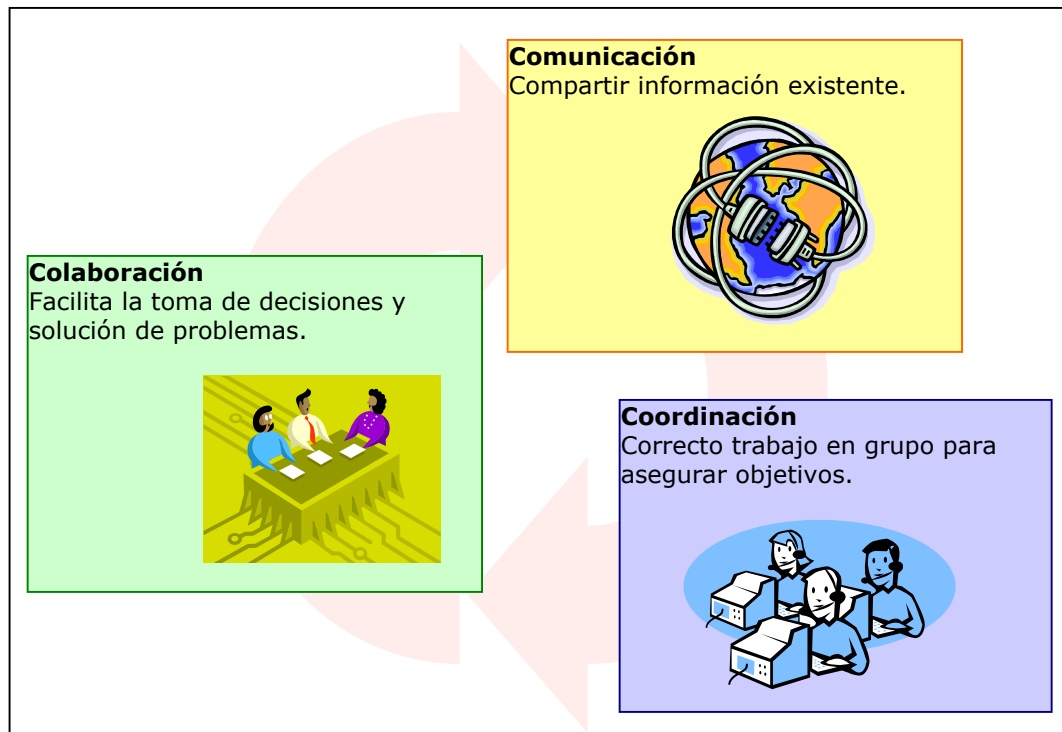 Comunicación
Compartir información existente.
Colaboración
Facilita la toma de decisiones y
solución de problemas.
Coordinación
Correcto trabajo en grupo para
asegurar objetivos.